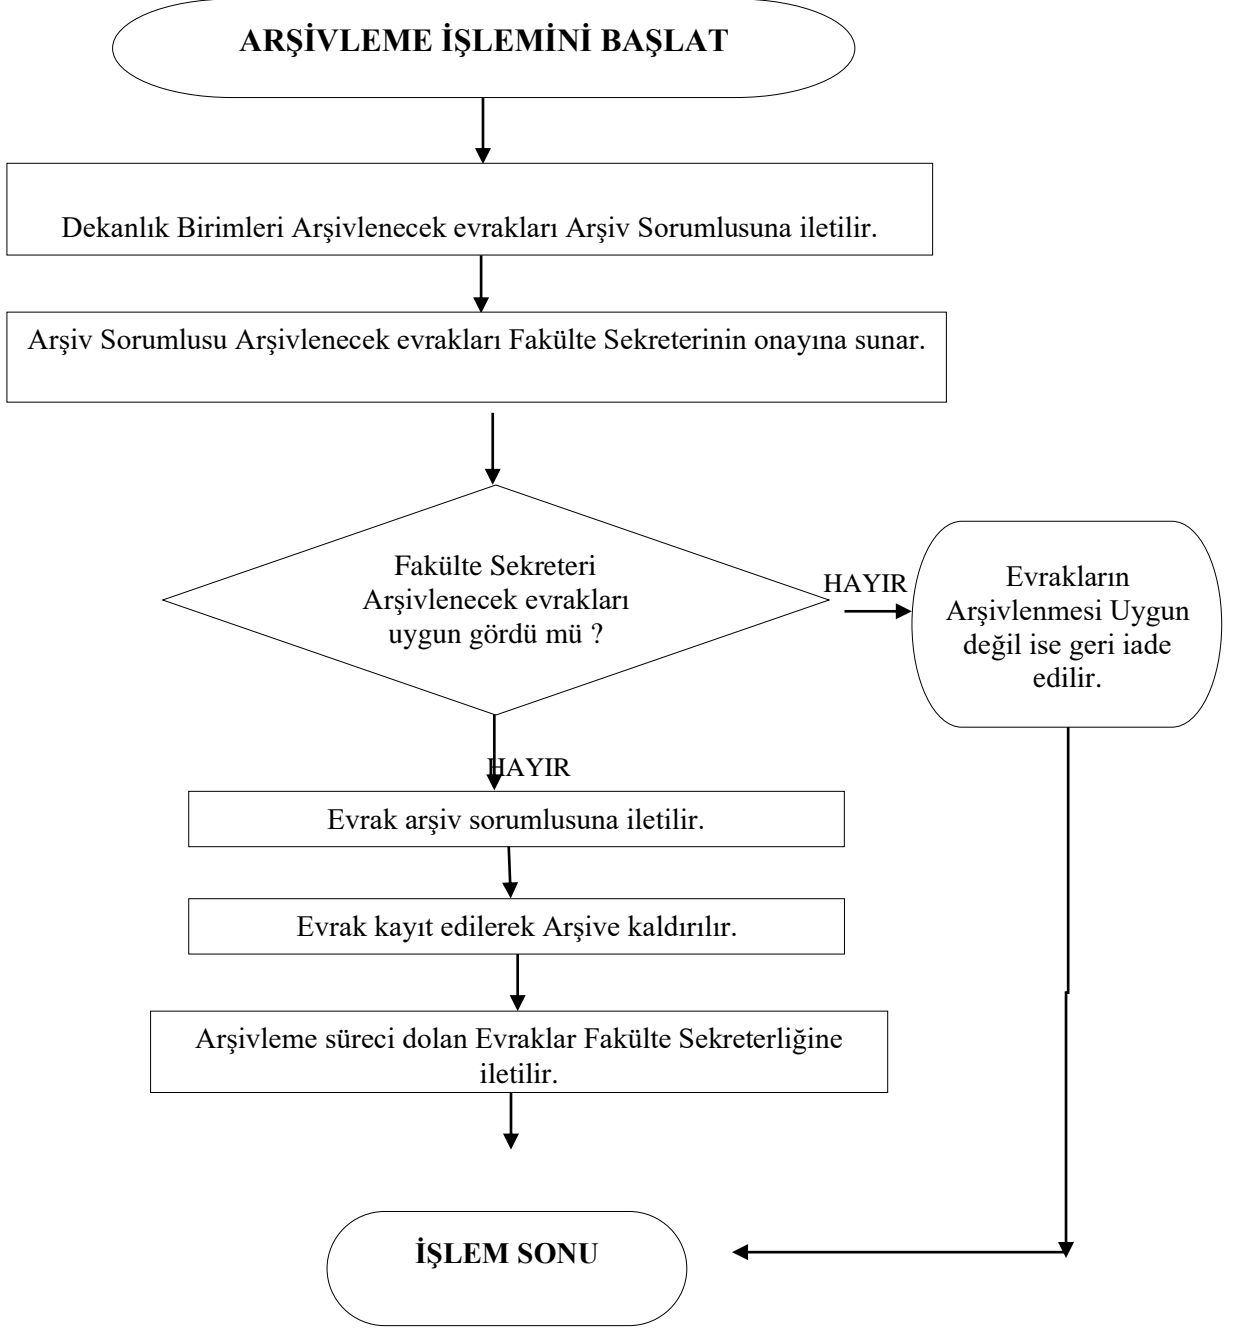 ARŞİVLEME İŞLEMİNİ BAŞLAT
Dekanlık Birimleri Arşivlenecek evrakları Arşiv Sorumlusuna iletilir.
Arşiv Sorumlusu Arşivlenecek evrakları Fakülte Sekreterinin onayına sunar.
Fakülte Sekreteri
Arşivlenecek evrakları
uygun gördü mü ?
HAYIR
Evrakların
Arşivlenmesi Uygun
değil ise geri iade
edilir.
HAYIR
Evrak arşiv sorumlusuna iletilir.
Evrak kayıt edilerek Arşive kaldırılır.
Arşivleme süreci dolan Evraklar Fakülte Sekreterliğine
iletilir.
İŞLEM SONU